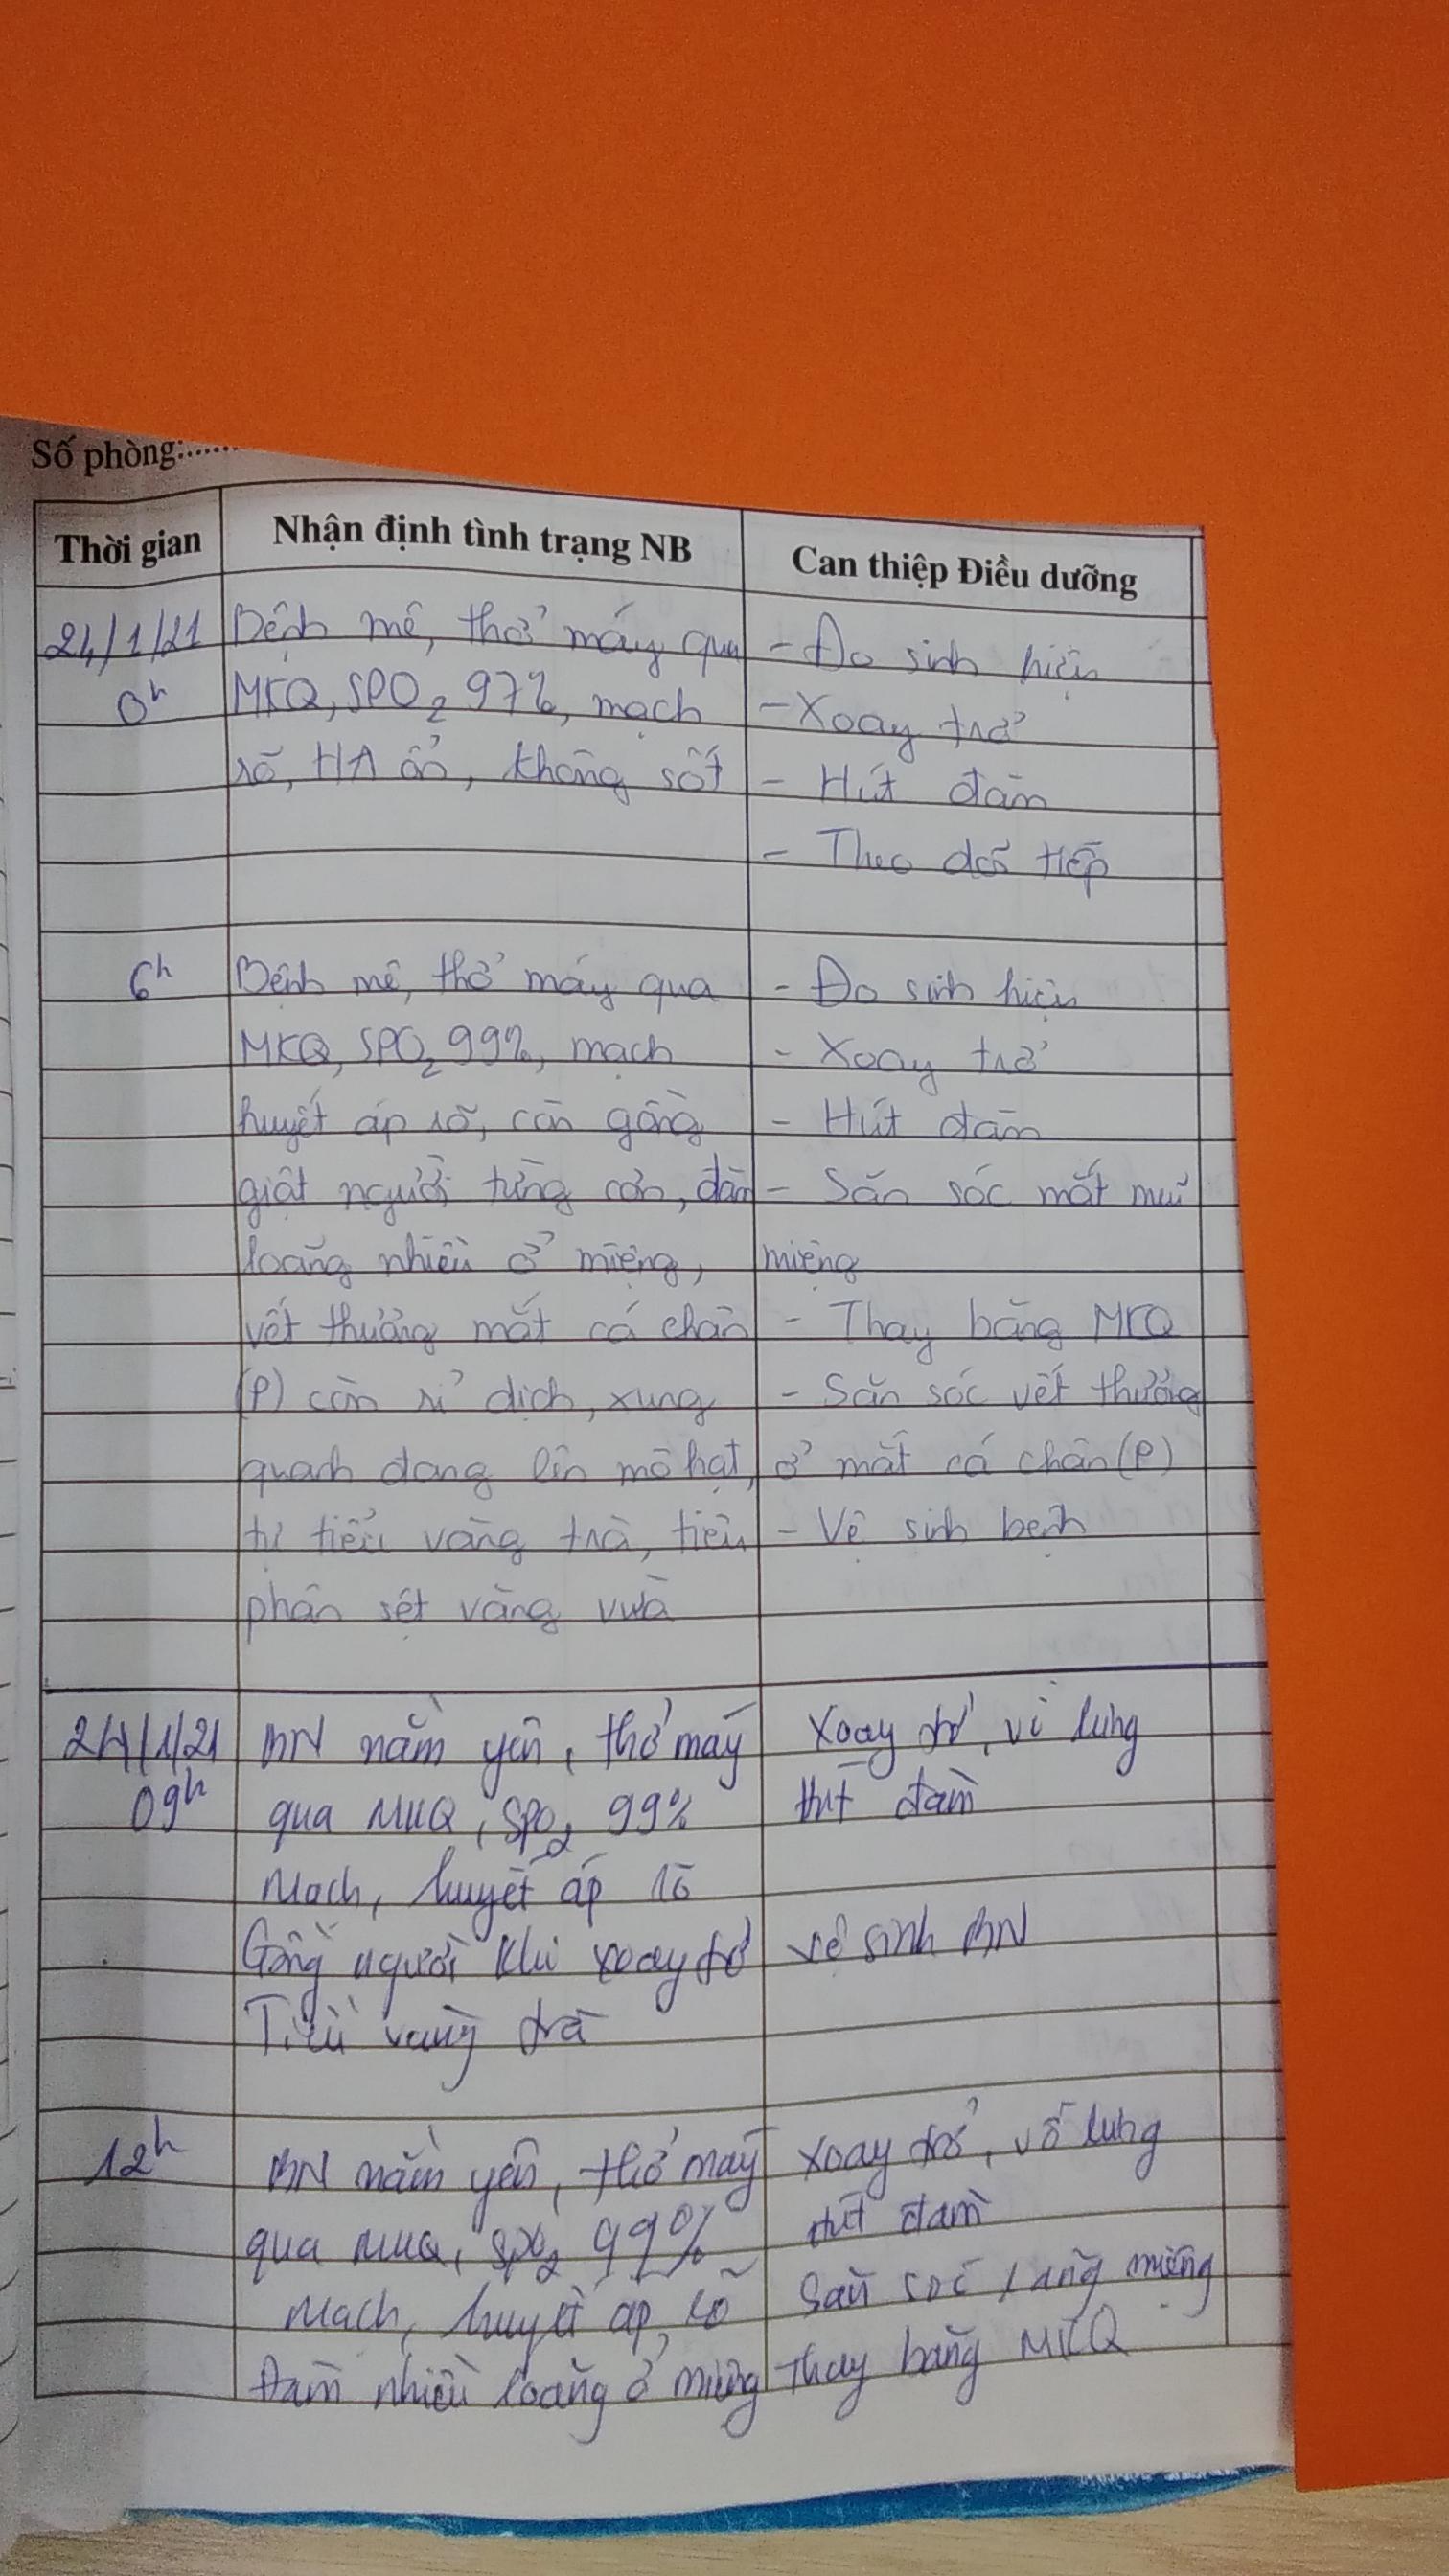 Số phòng:......
Thời gian Nhận định tình trạng NB Can thiệp Điều dưỡng
24/1/21 Bệnh mê, thở máy qua - Đo sinh hiệu
0h MKQ, SPO2 97%, mạch - Xoay trở
rõ, HA ổn, không sốt - Hút đàm
- Theo dõi tiếp
6h Bệnh mê, thở máy qua - Đo sinh hiệu
MKQ, SPO2 99%, mạch - Xoay trở
huyết áp rõ, còn gồng - Hút đàm
giật người từng cơn, đàm - Săn sóc mắt mũi
loãng nhiều ở miệng, miệng
vết thương mắt cá chân - Thay băng MKQ
(P) còn rỉ dịch, xung - Săn sóc vết thương
quanh đang lên mô hạt, ở mắt cá chân (P)
tự tiểu vàng trà, tiêu - Vệ sinh bệnh
phân sệt vàng vừa
24/1/21 BN nằm yên, thở máy Xoay trở, vỗ lưng
09h qua MKQ, SPO2 99% hút đàm
Mạch, huyết áp rõ
Gồng người khi xoay trở vệ sinh BN
Tiểu vàng trà
12h BN nằm yên, thở máy Xoay trở, vỗ lưng
qua MKQ, SPO2 99% hút đàm
Mạch, huyết áp rõ Săn sóc răng miệng
Đàm nhiều loãng ở miệng Thay băng MKQ